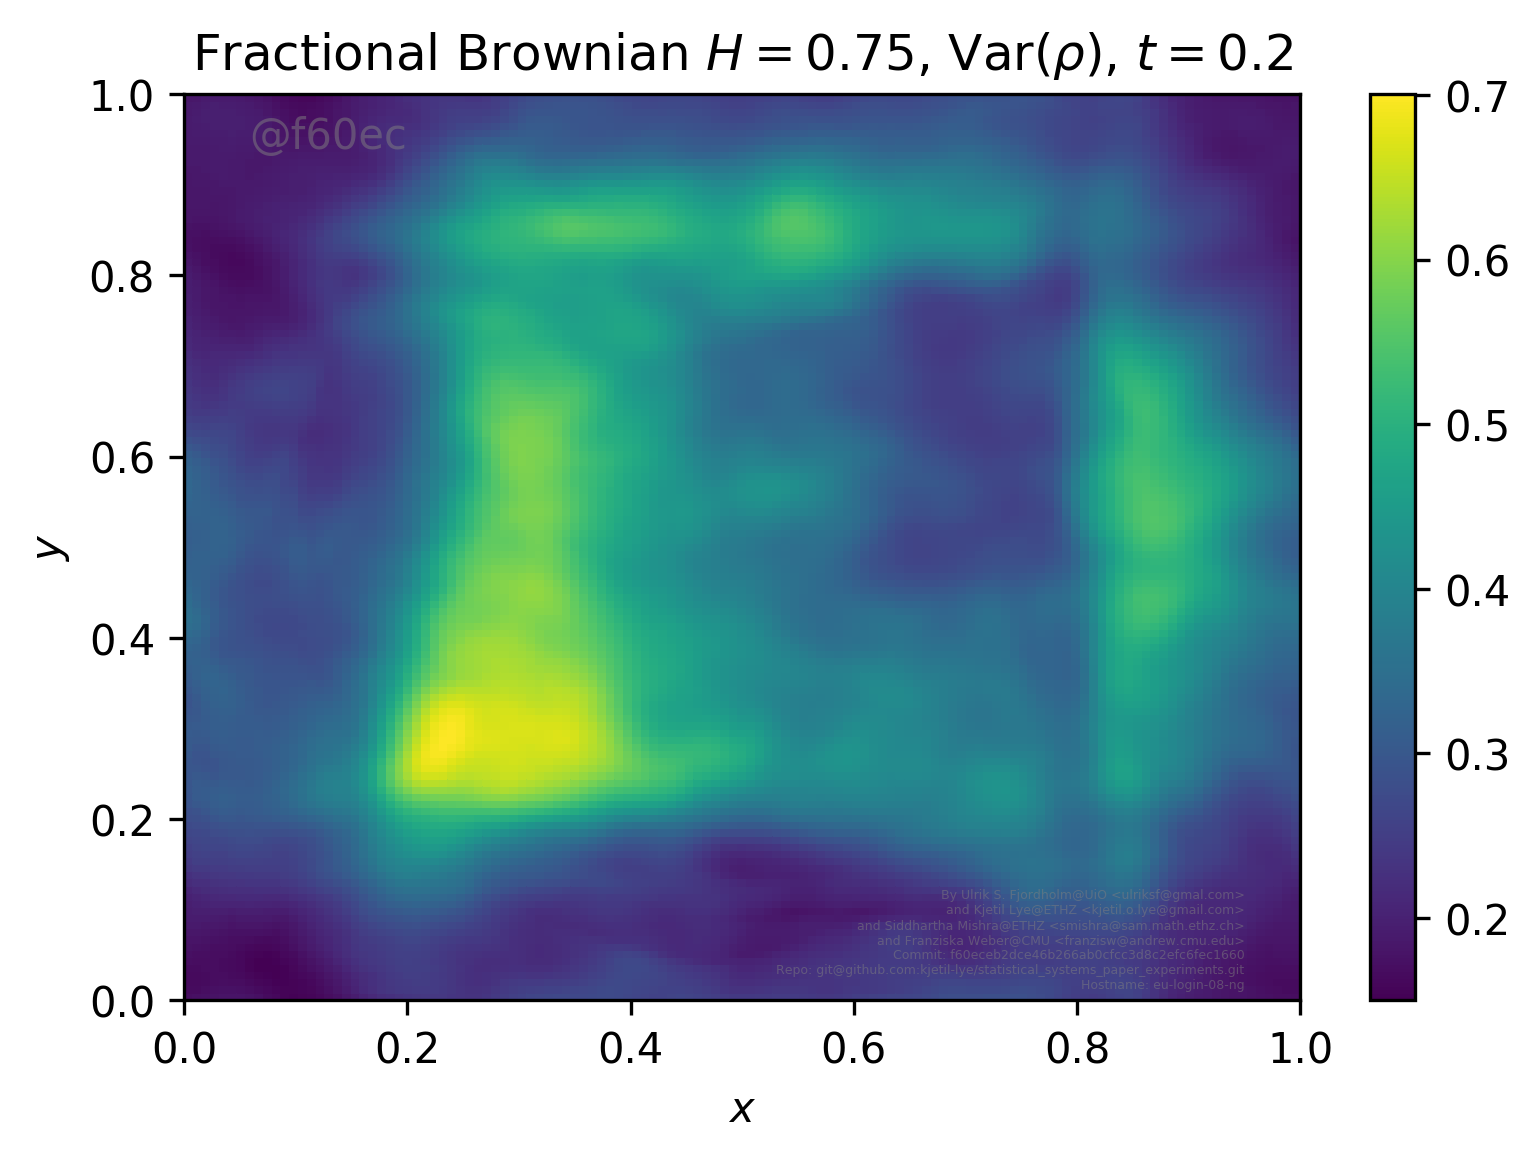 Fractional Brownian H = 0.75, Var(ρ), t = 0.2
@f60ec
1.0
0.8
0.6
0.4
0.2
0.0
y
0.0 0.2 0.4 0.6 0.8 1.0
x
0.7
0.6
0.5
0.4
0.3
0.2
By Ulrik S. Fjordholm@UiO <ulriksf@gmal.com>
and Kjetil Lye@ETHZ <kjetil.o.lye@gmail.com>
and Siddhartha Mishra@ETHZ <smishra@sam.math.ethz.ch>
and Franziska Weber@CMU <franzisw@andrew.cmu.edu>
Commit: f60eceb2dce46b266ab0cfcc3d8c2efc6fec1660
Repo: git@github.com:kjetil-lye/statistical_systems_paper_experiments.git
Hostname: eu-login-08-ng